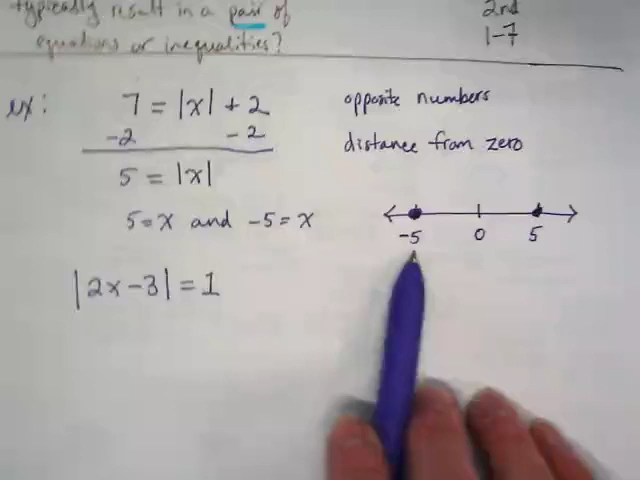 typically result in a pair of
equations or inequalities?
2nd
1-7
ex:
7 = |x| + 2
-2 -2
5 = |x|
5 = x and -5 = x
|2x - 3| = 1
opposite numbers
distance from zero
-5 0 5